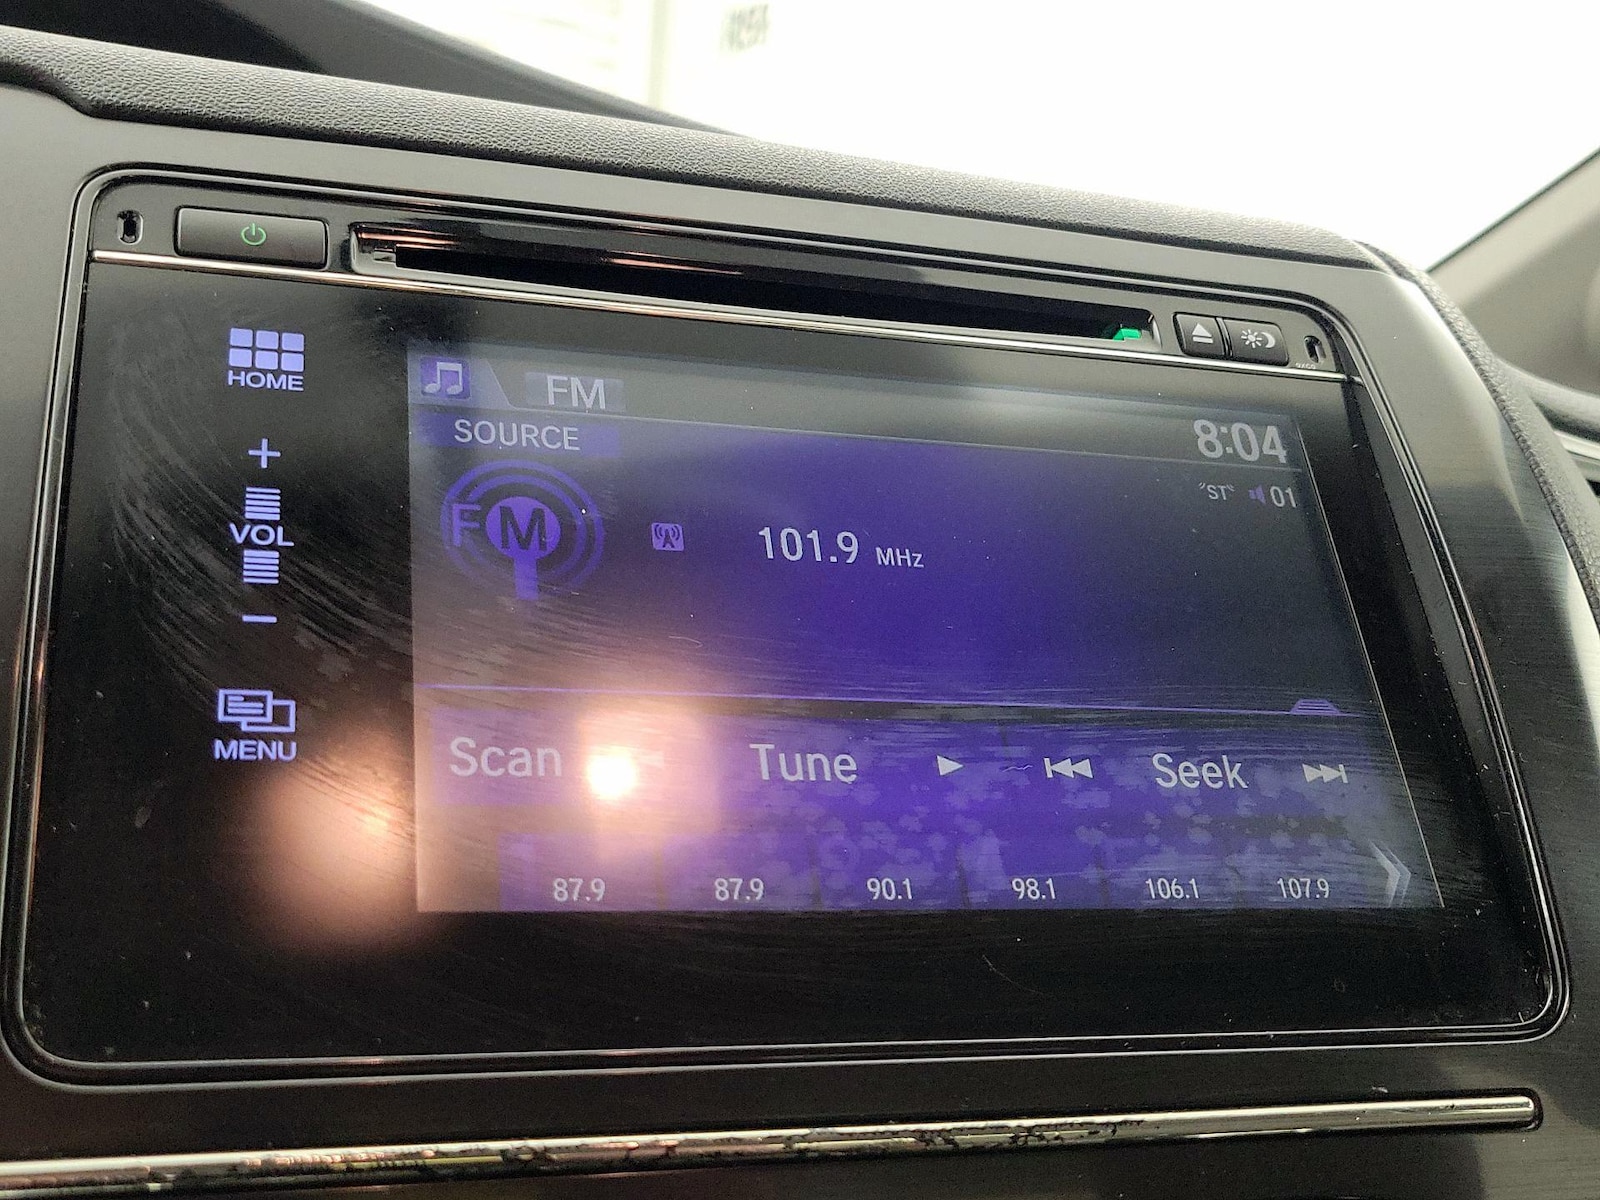 FM
HOME
SOURCE
8:04
"ST" 01
FM
101.9 MHz
VOL
MENU
Scan Tune Seek
87.9 87.9 90.1 98.1 106.1 107.9